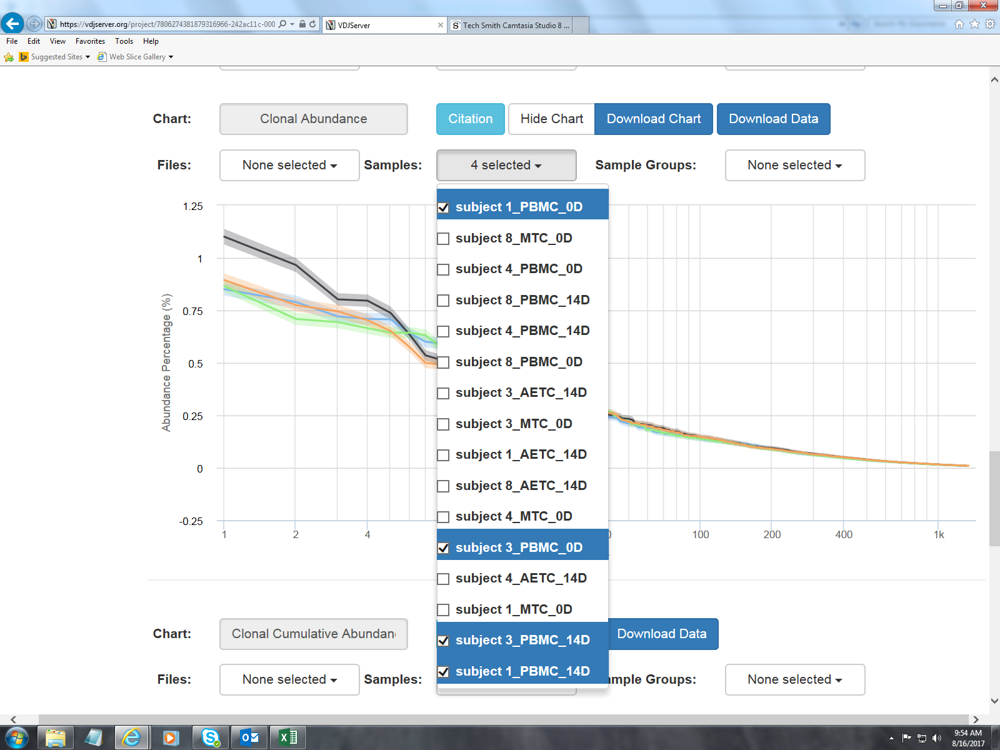 https://vdjserver.org/project/7806274381879316966-242ac11c-000
VDJServer
Tech Smith Camtasia Studio 8 ...
File Edit View Favorites Tools Help
Suggested Sites Web Slice Gallery
Chart: Clonal Abundance Citation Hide Chart Download Chart Download Data
Files: None selected Samples: 4 selected Sample Groups: None selected
subject 1_PBMC_0D
subject 8_MTC_0D
subject 4_PBMC_0D
subject 8_PBMC_14D
subject 4_PBMC_14D
subject 8_PBMC_0D
subject 3_AETC_14D
subject 3_MTC_0D
subject 1_AETC_14D
subject 8_AETC_14D
subject 4_MTC_0D
subject 3_PBMC_0D
subject 4_AETC_14D
subject 1_MTC_0D
subject 3_PBMC_14D
subject 1_PBMC_14D
Abundance Percentage (%)
1.25
1
0.75
0.5
0.25
0
-0.25
1 2 4 0 100 200 400 1k
Chart: Clonal Cumulative Abundan Download Data
Files: None selected Samples: mple Groups: None selected
9:54 AM
8/16/2017